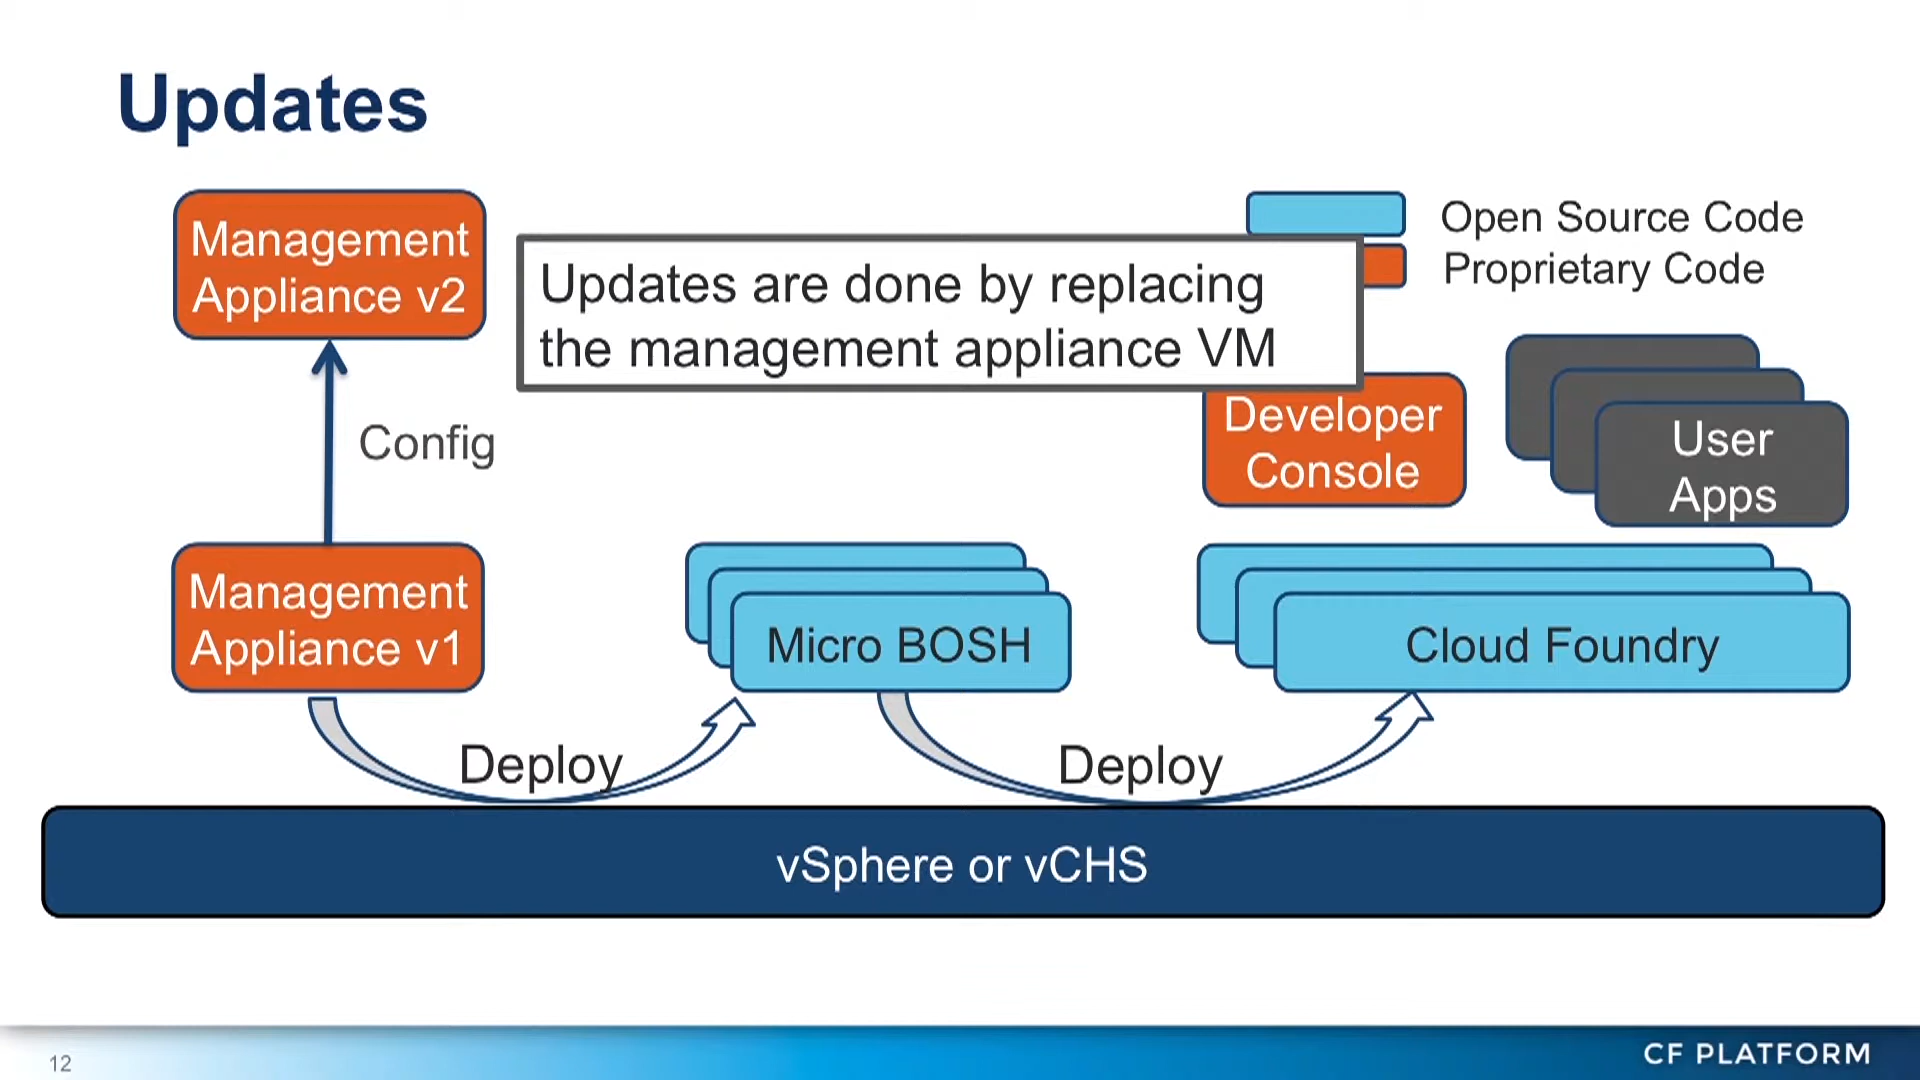 Updates
Management
Appliance v2
Open Source Code
Proprietary Code
Updates are done by replacing
the management appliance VM
Config
Developer
Console
User
Apps
Management
Appliance v1
Micro BOSH
Cloud Foundry
Deploy
Deploy
vSphere or vCHS
12
CF PLATFORM